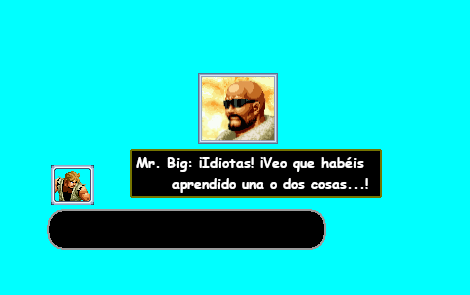 Mr. Big: ¡Idiotas! ¡Veo que habéis
aprendido una o dos cosas...!